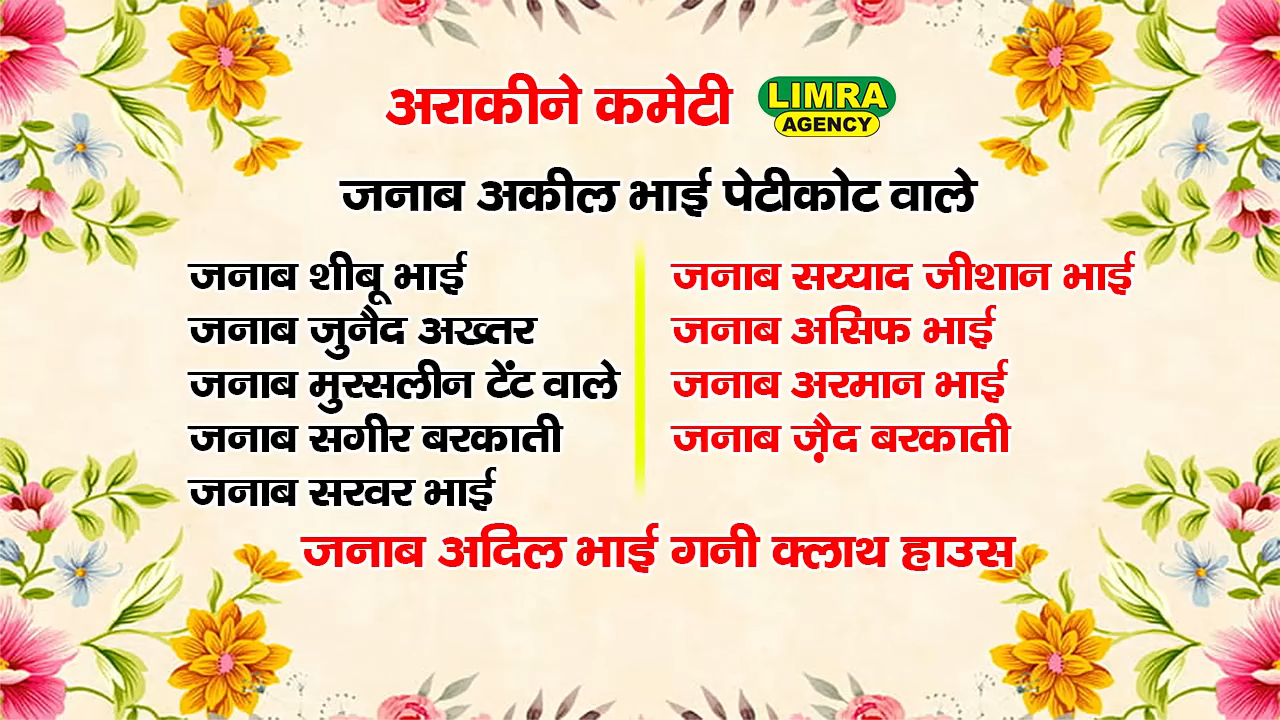 अराकीने कमेटी
LIMRA
AGENCY
जनाब अकील भाई पेटीकोट वाले
जनाब शीबू भाई
जनाब जुनैद अख्तर
जनाब मुरसलीन टेंट वाले
जनाब सगीर बरकाती
जनाब सरवर भाई
जनाब सय्याद जीशान भाई
जनाब असिफ भाई
जनाब अरमान भाई
जनाब ज़ैद बरकाती
जनाब अदिल भाई गनी क्लाथ हाउस